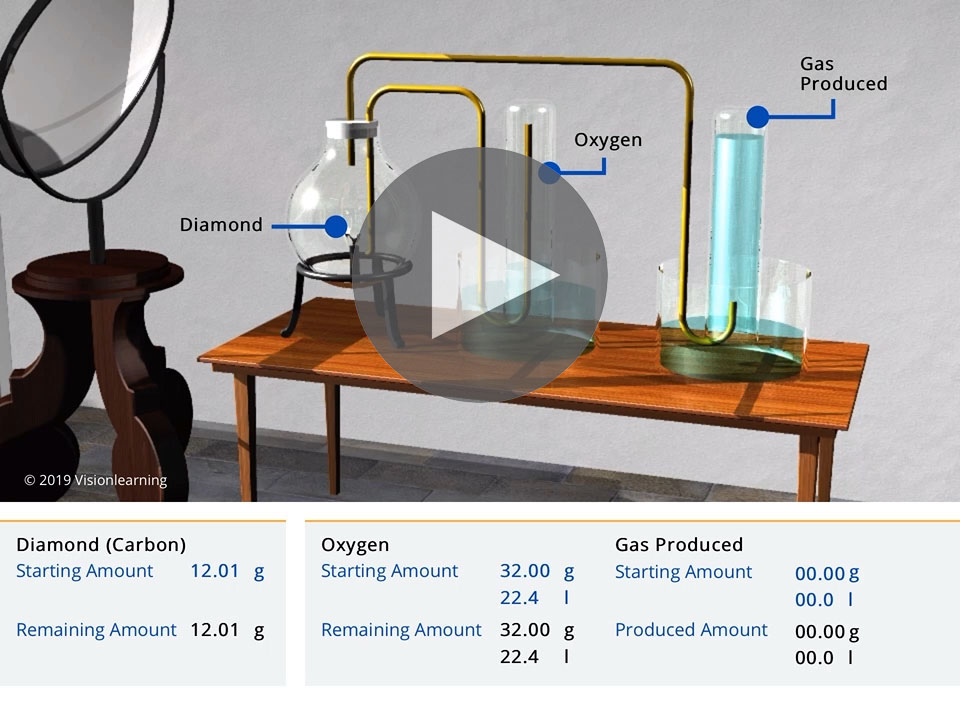 Gas
Produced
Oxygen
Diamond
© 2019 Visionlearning
Diamond (Carbon)
Starting Amount 12.01 g
Remaining Amount 12.01 g
Oxygen
Starting Amount 32.00 g
22.4 l
Remaining Amount 32.00 g
22.4 l
Gas Produced
Starting Amount 00.00 g
00.0 l
Produced Amount 00.00 g
00.0 l